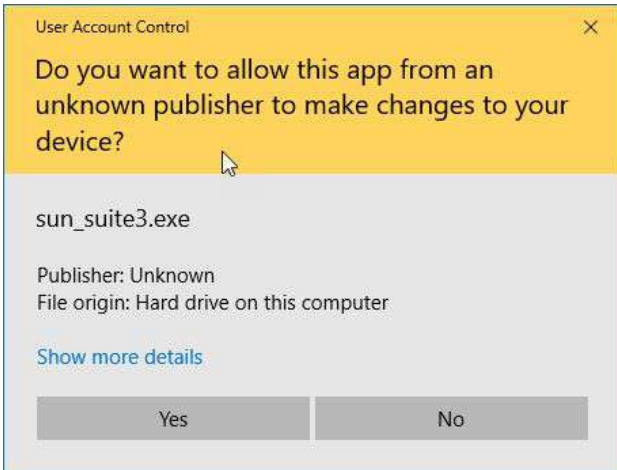 User Account Control
Do you want to allow this app from an
unknown publisher to make changes to your
device?
sun_suite3.exe
Publisher: Unknown
File origin: Hard drive on this computer
Show more details
Yes No